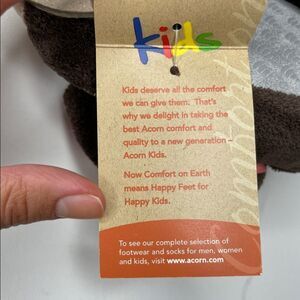 kids
Kids deserve all the comfort
we can give them. That's
why we delight in taking the
best Acorn comfort and
quality to a new generation –
Acorn Kids.
Now Comfort on Earth
means Happy Feet for
Happy Kids.
To see our complete selection of
footwear and socks for men, women
and kids, visit www.acorn.com